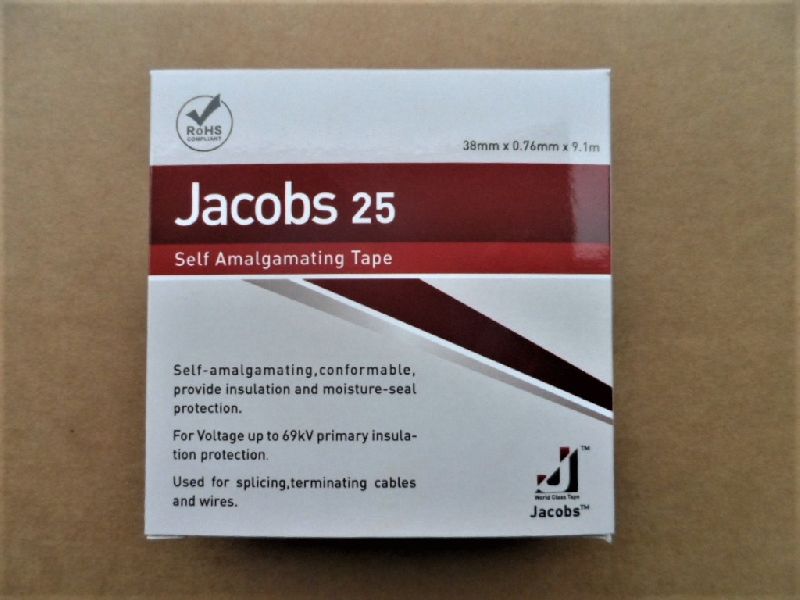 RoHS
COMPLIANT
38mm x 0.76mm x 9.1m
Jacobs 25
Self Amalgamating Tape
Self-amalgamating,conformable,
provide insulation and moisture-seal
protection.
For Voltage up to 69kV primary insula-
tion protection.
Used for splicing,terminating cables
and wires.
J™
World Class Tape
Jacobs™